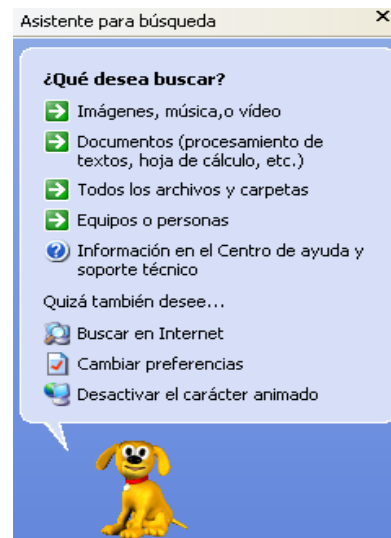 Asistente para búsqueda
¿Qué desea buscar?
Imágenes, música,o vídeo
Documentos (procesamiento de
textos, hoja de cálculo, etc.)
Todos los archivos y carpetas
Equipos o personas
Información en el Centro de ayuda y
soporte técnico
Quizá también desee...
Buscar en Internet
Cambiar preferencias
Desactivar el carácter animado